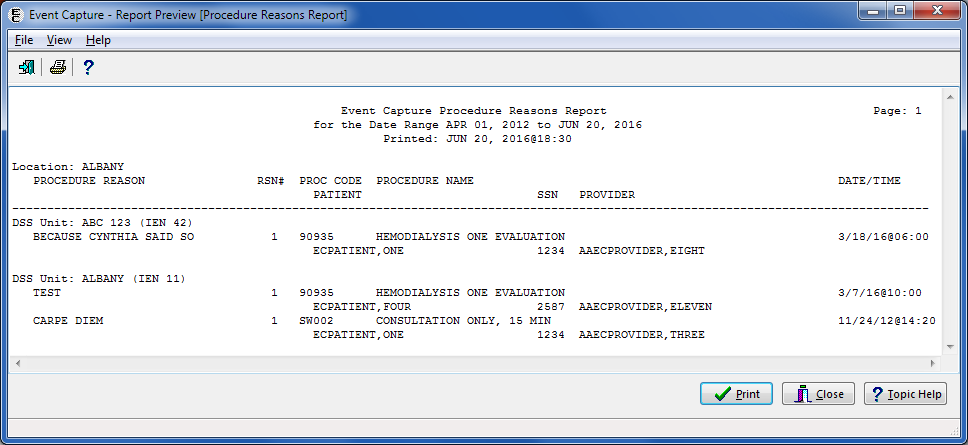 Event Capture - Report Preview [Procedure Reasons Report]
File View Help
Event Capture Procedure Reasons Report Page: 1
for the Date Range APR 01, 2012 to JUN 20, 2016
Printed: JUN 20, 2016@18:30
Location: ALBANY
PROCEDURE REASON RSN# PROC CODE PROCEDURE NAME DATE/TIME
PATIENT SSN PROVIDER
DSS Unit: ABC 123 (IEN 42)
BECAUSE CYNTHIA SAID SO 1 90935 HEMODIALYSIS ONE EVALUATION 3/18/16@06:00
ECPATIENT,ONE 1234 AAECPROVIDER,EIGHT
DSS Unit: ALBANY (IEN 11)
TEST 1 90935 HEMODIALYSIS ONE EVALUATION 3/7/16@10:00
ECPATIENT,FOUR 2587 AAECPROVIDER,ELEVEN
CARPE DIEM 1 SW002 CONSULTATION ONLY, 15 MIN 11/24/12@14:20
ECPATIENT,ONE 1234 AAECPROVIDER,THREE
Print Close Topic Help